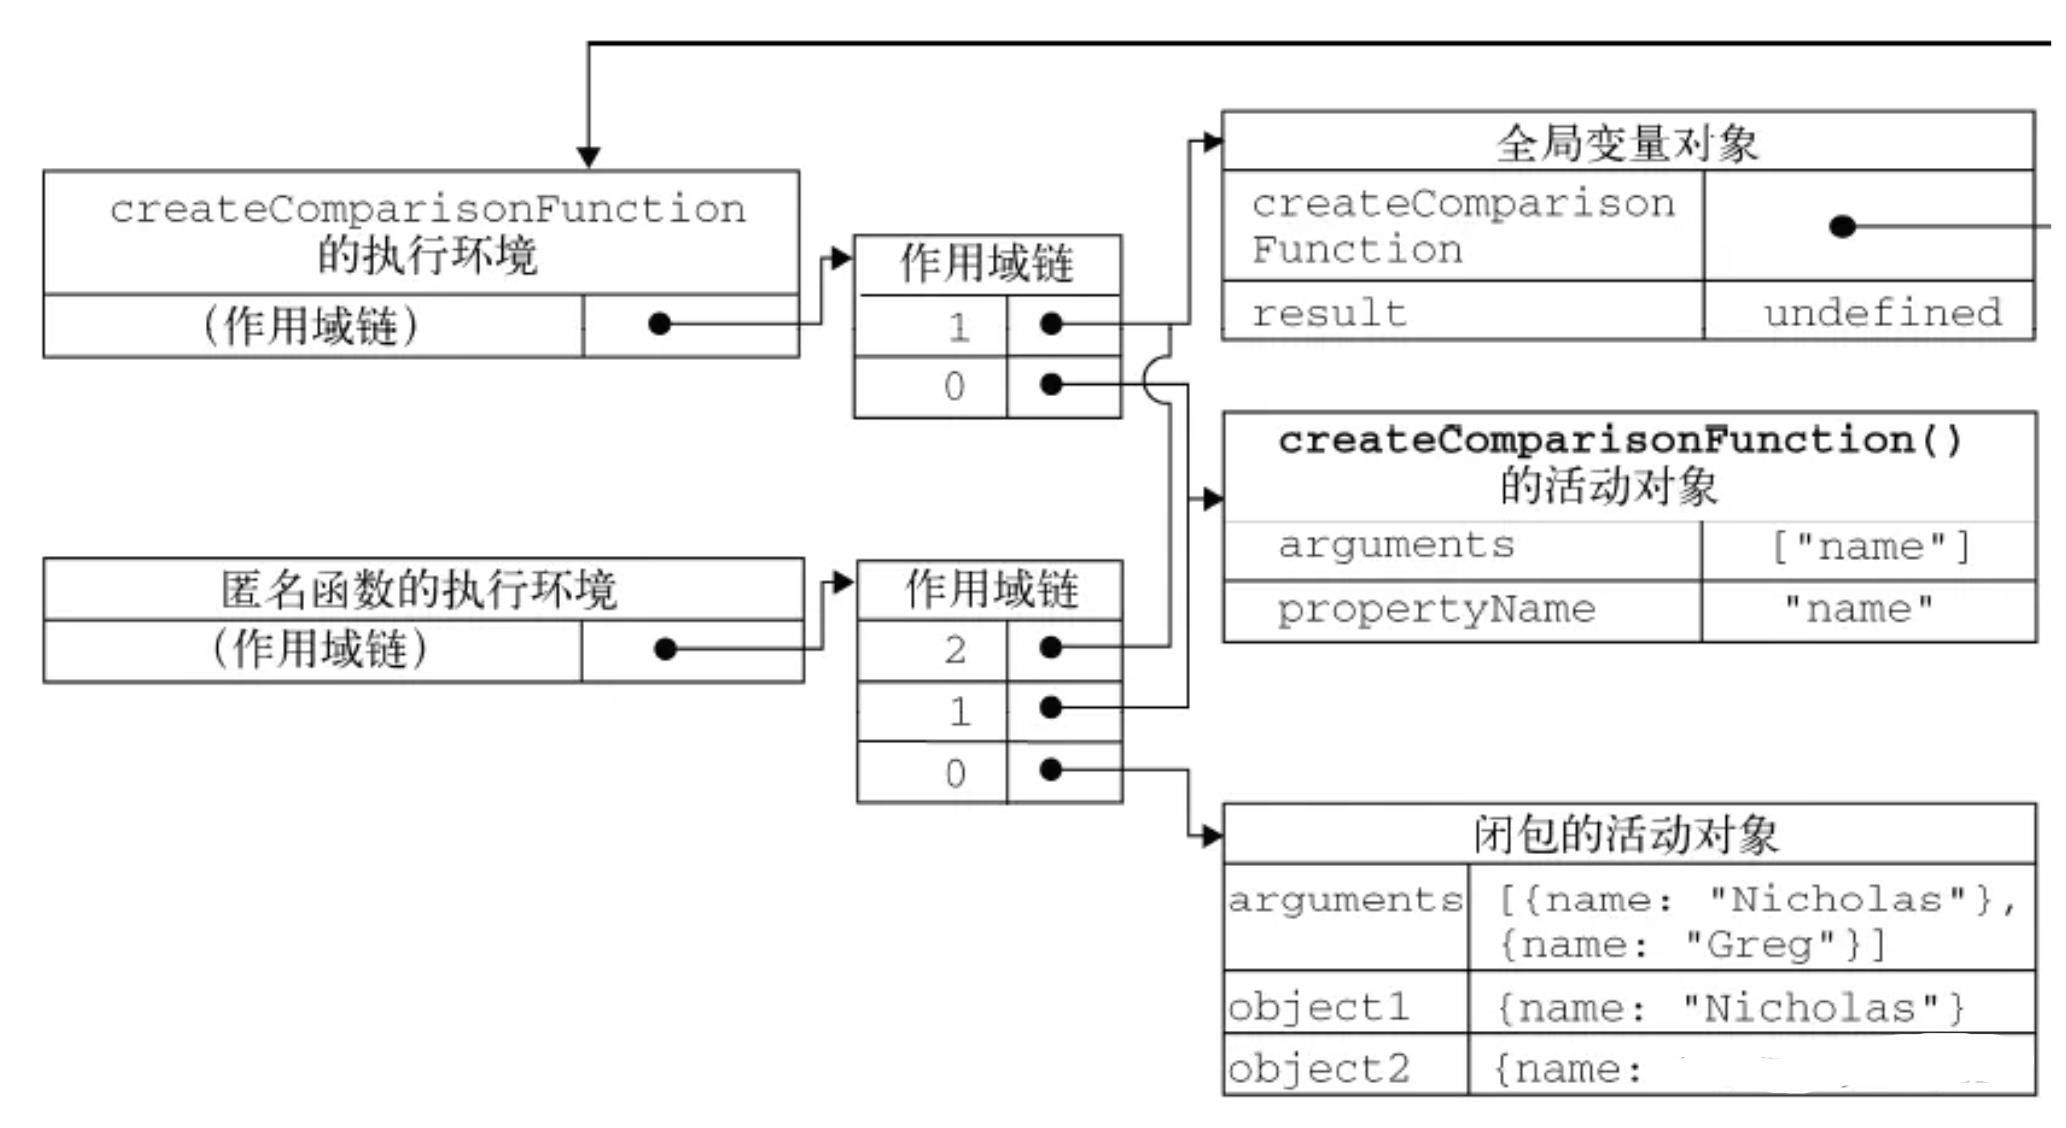 createComparisonFunction
的执行环境
(作用域链)
作用域链
1
0
全局变量对象
createComparison
Function
result undefined
createComparisonFunction()
的活动对象
arguments ["name"]
propertyName "name"
匿名函数的执行环境
(作用域链)
作用域链
2
1
0
闭包的活动对象
arguments [{name: "Nicholas"},
{name: "Greg"}]
object1 {name: "Nicholas"}
object2 {name: